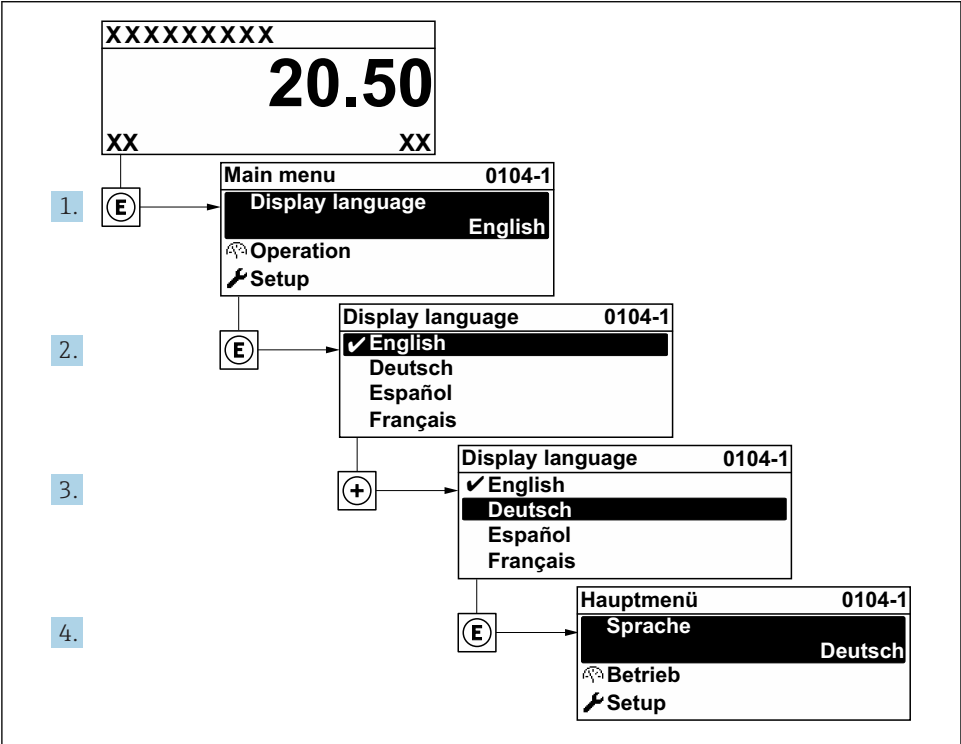 XXXXXXXXX
20.50
XX XX
1. E
Main menu 0104-1
Display language
English
Operation
Setup
2. E
Display language 0104-1
✔English
Deutsch
Español
Français
3. +
Display language 0104-1
✔English
Deutsch
Español
Français
4. E
Hauptmenü 0104-1
Sprache
Deutsch
Betrieb
Setup